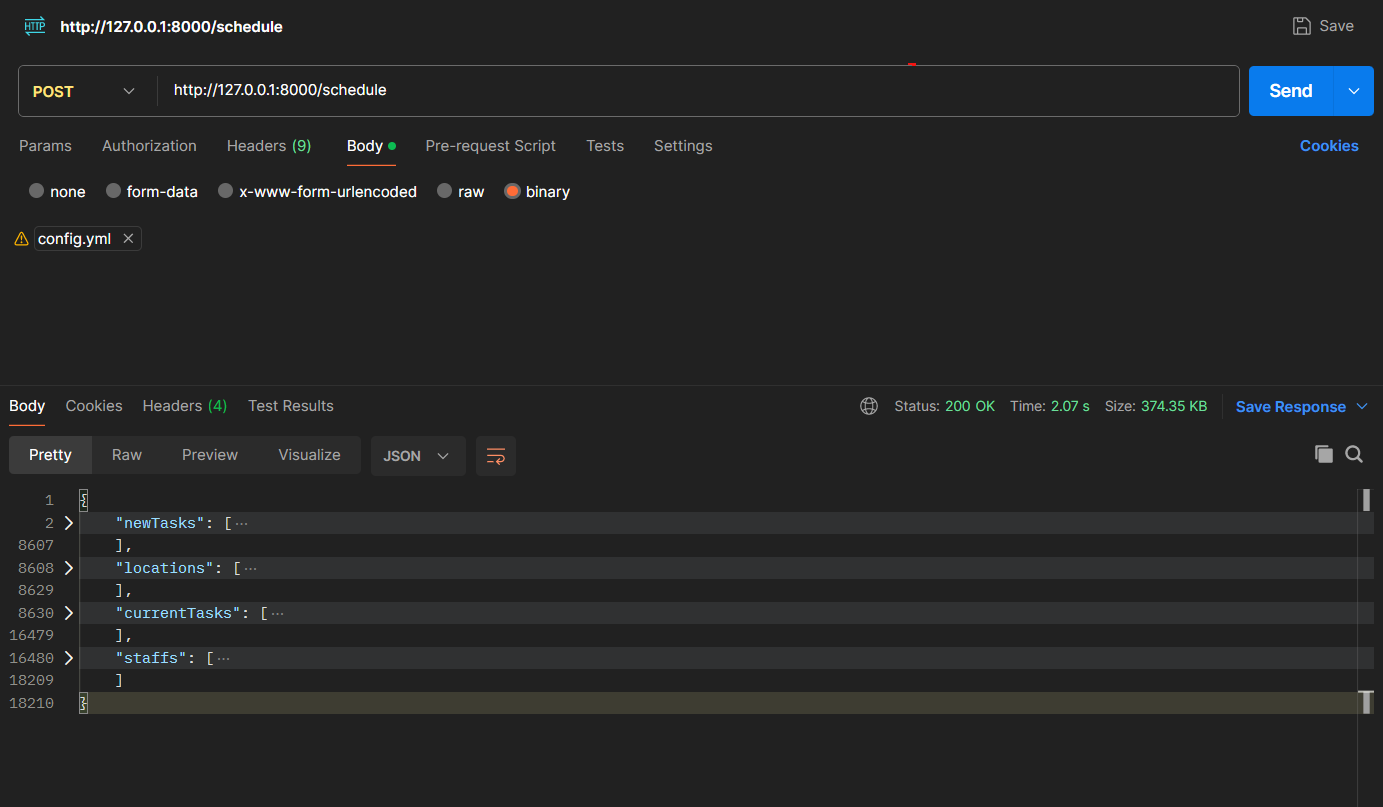 HTTP http://127.0.0.1:8000/schedule Save
POST http://127.0.0.1:8000/schedule Send
Params Authorization Headers (9) Body Pre-request Script Tests Settings Cookies
none form-data x-www-form-urlencoded raw binary
config.yml
Body Cookies Headers (4) Test Results Status: 200 OK Time: 2.07 s Size: 374.35 KB Save Response
Pretty Raw Preview Visualize JSON
1 {
2 "newTasks": [···
8607 ],
8608 "locations": [···
8629 ],
8630 "currentTasks": [···
16479 ],
16480 "staffs": [···
18209 ]
18210 }